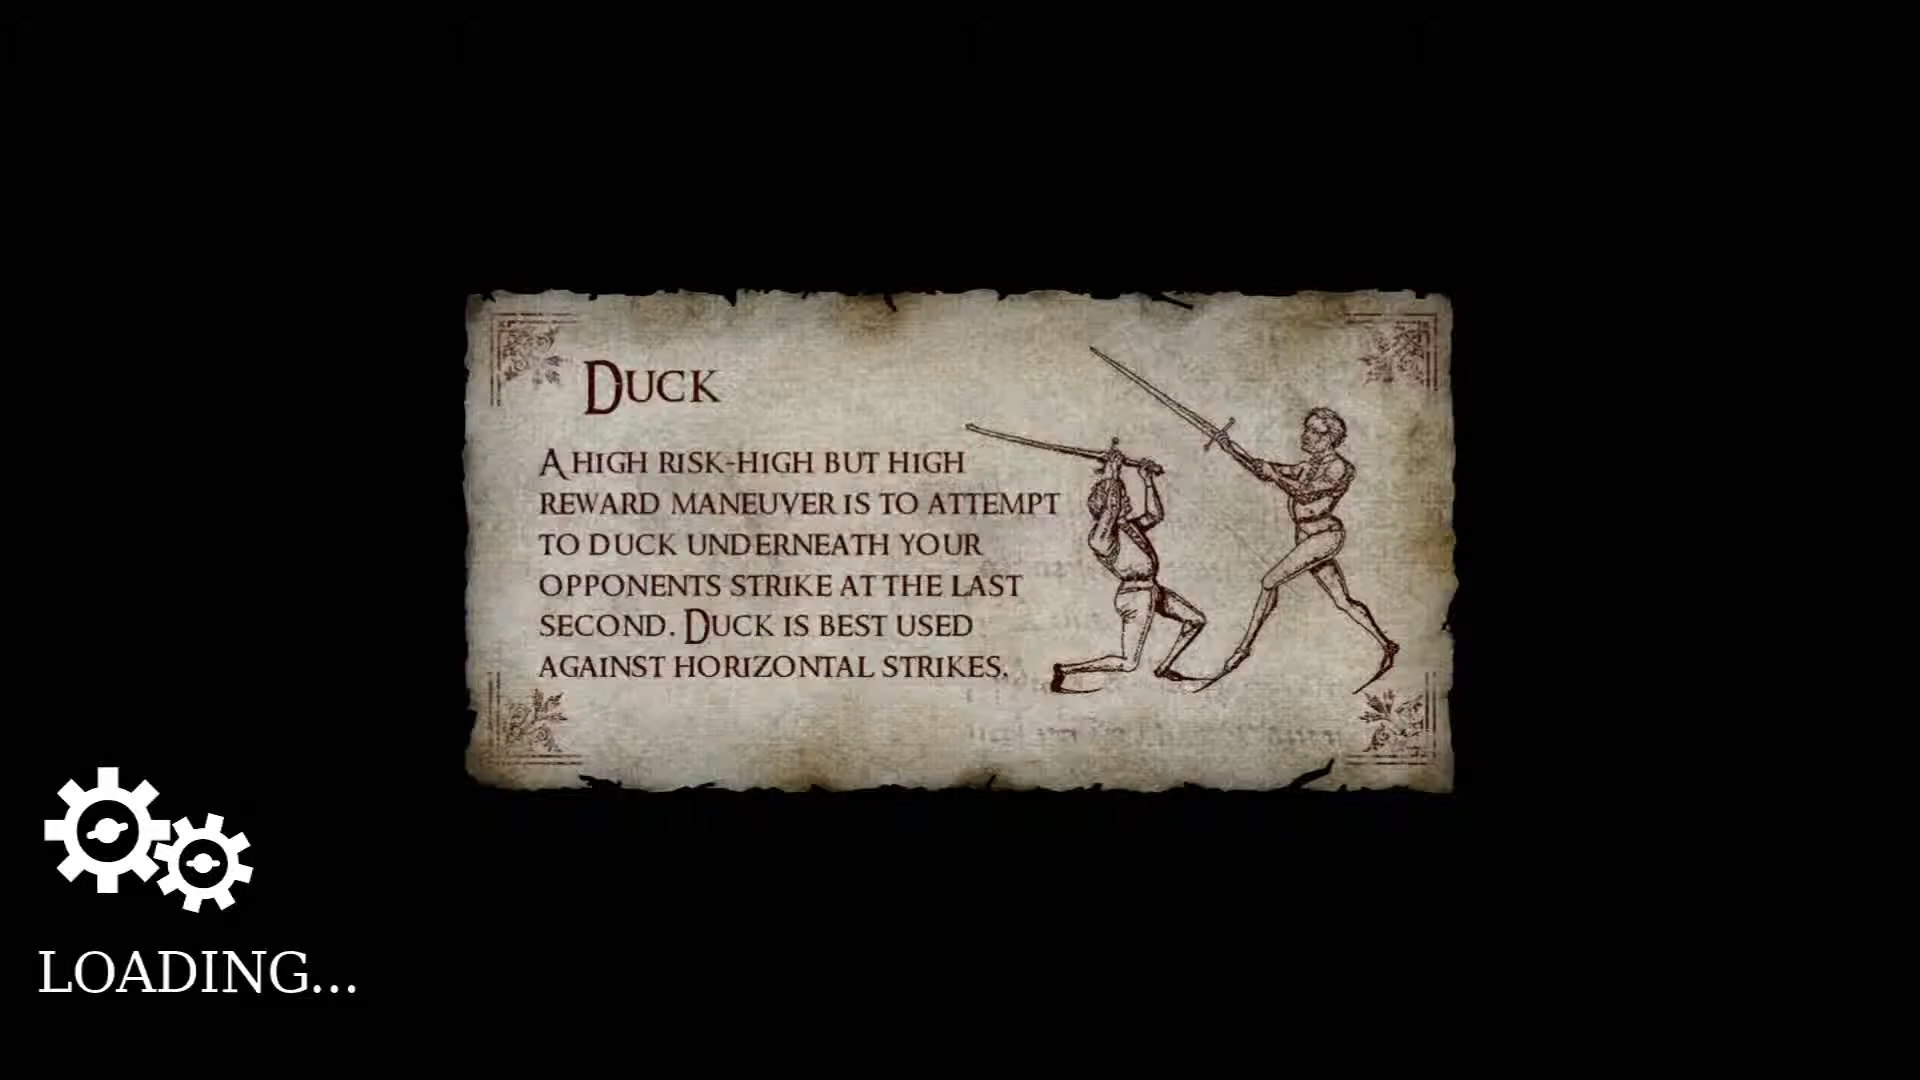 Duck
A high risk-high but high
reward maneuver is to attempt
to duck underneath your
opponents strike at the last
second. Duck is best used
against horizontal strikes.
LOADING...